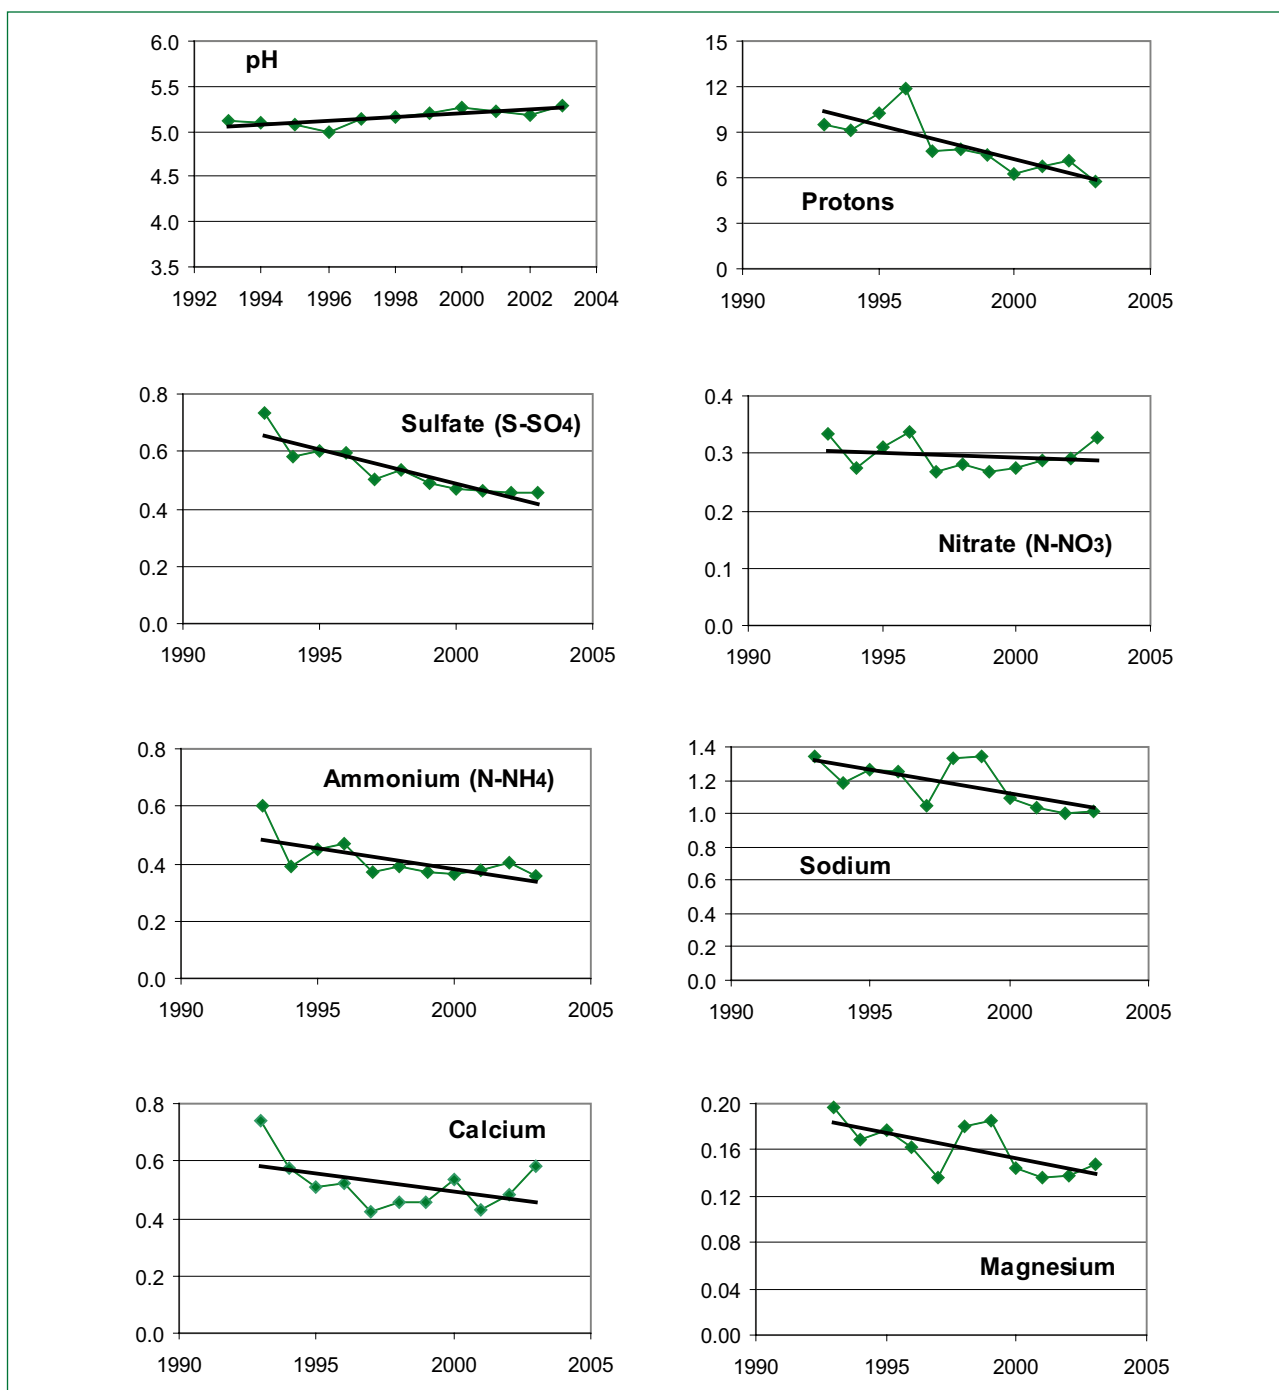 pH
6.0
5.5
5.0
4.5
4.0
3.5
1992 1994 1996 1998 2000 2002 2004
Protons
15
12
9
6
3
0
1990 1995 2000 2005
Sulfate (S-SO4)
0.8
0.6
0.4
0.2
0.0
1990 1995 2000 2005
Nitrate (N-NO3)
0.4
0.3
0.2
0.1
0.0
1990 1995 2000 2005
Ammonium (N-NH4)
0.8
0.6
0.4
0.2
0.0
1990 1995 2000 2005
Sodium
1.4
1.2
1.0
0.8
0.6
0.4
0.2
0.0
1990 1995 2000 2005
Calcium
0.8
0.6
0.4
0.2
0.0
1990 1995 2000 2005
Magnesium
0.20
0.16
0.12
0.08
0.04
0.00
1990 1995 2000 2005